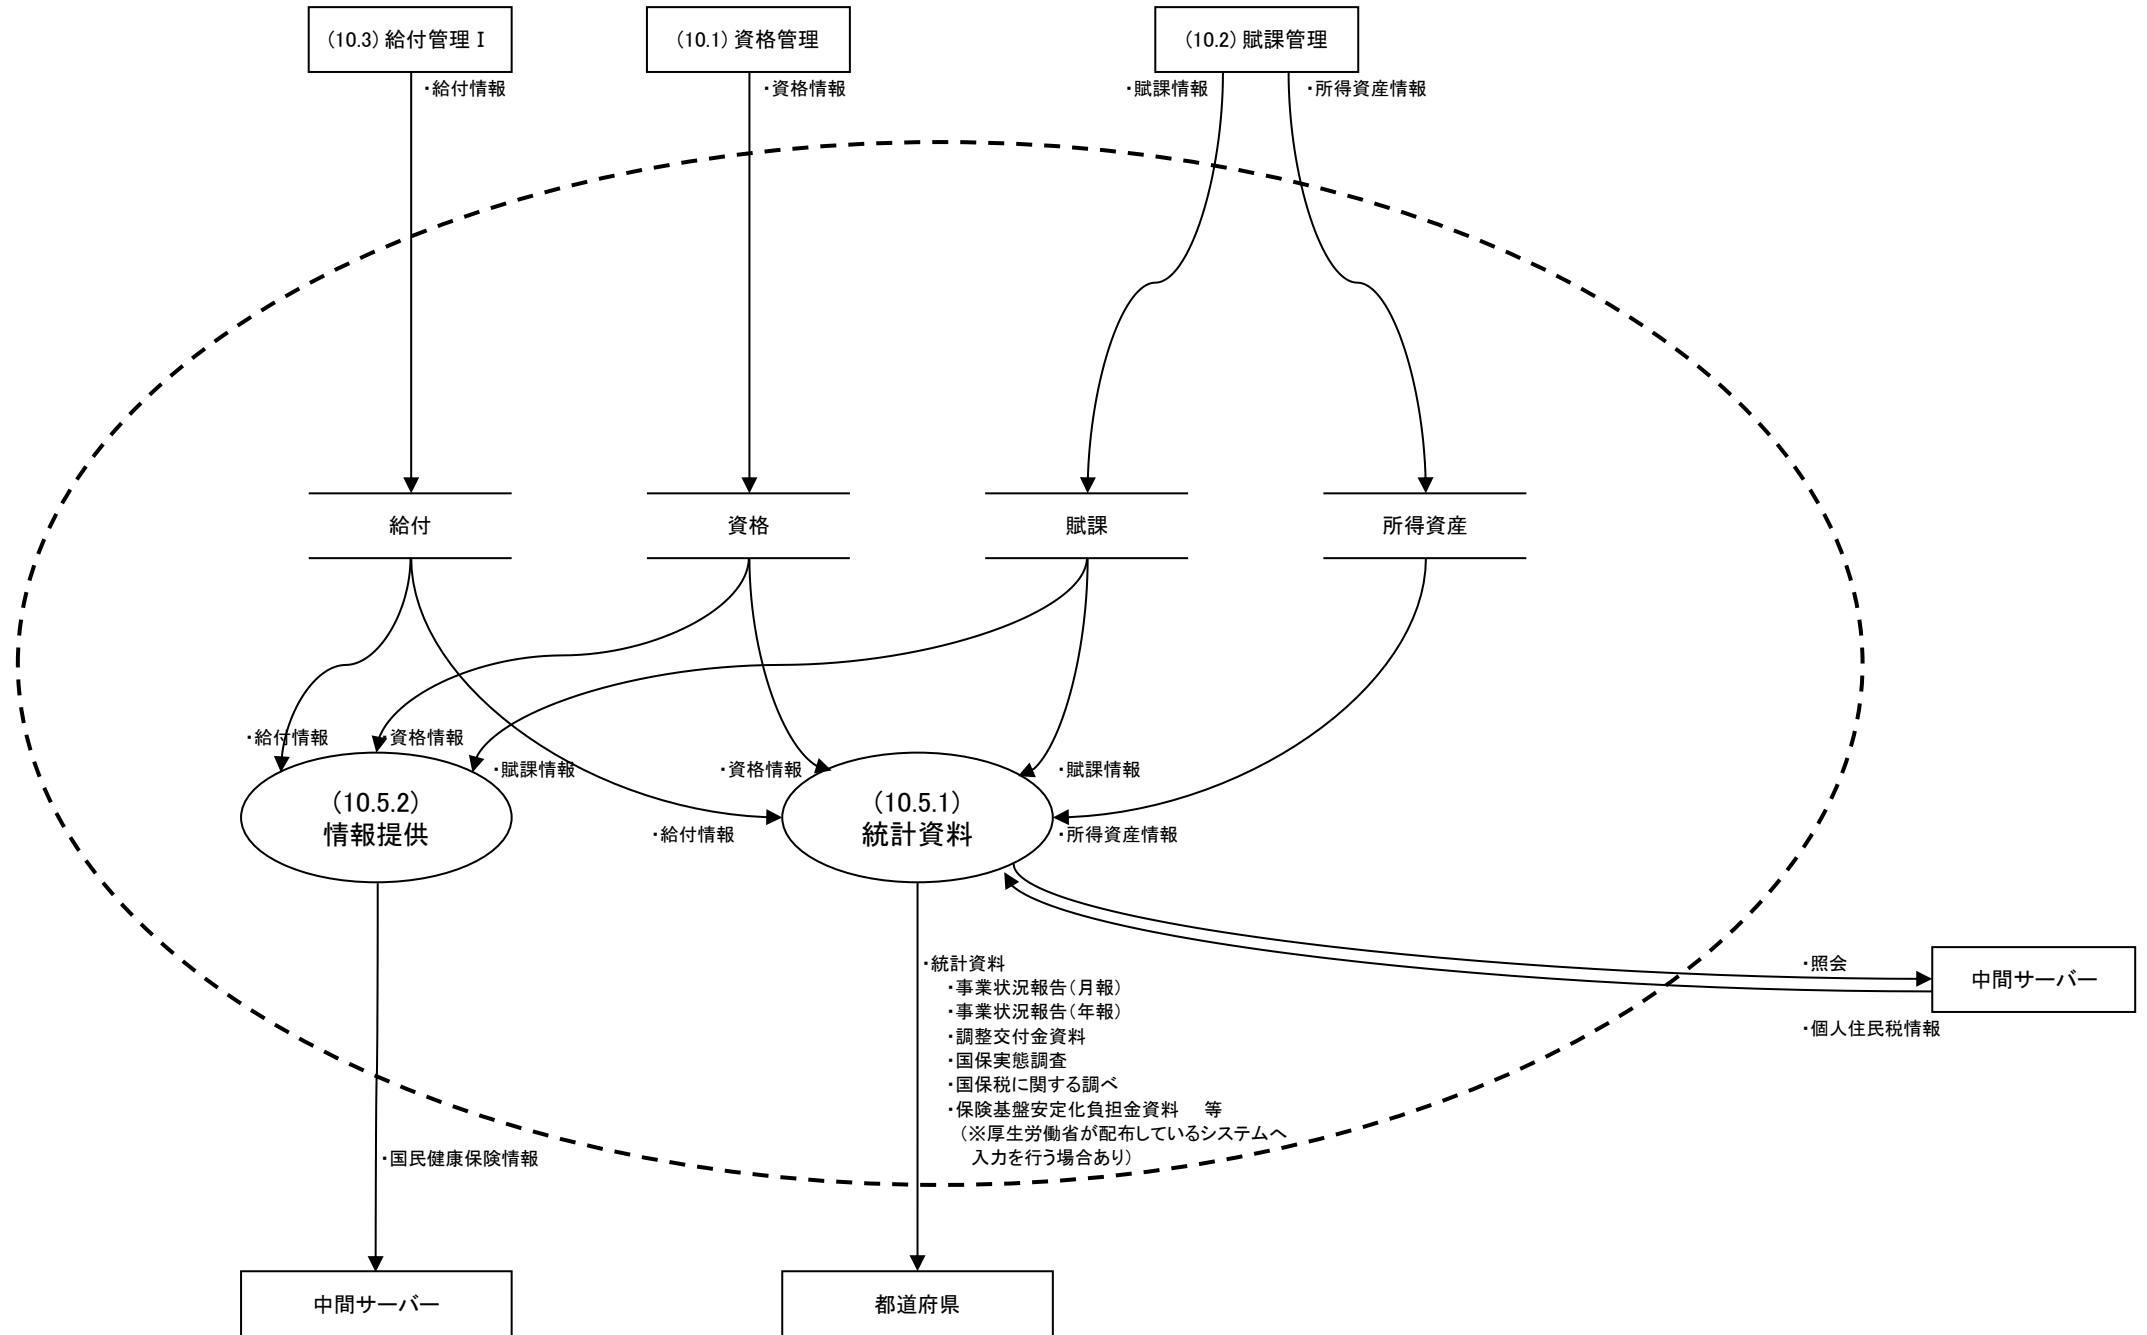 （10.3）給付管理Ⅰ
（10.1）資格管理
（10.2）賦課管理
・給付情報
・資格情報
・賦課情報
・所得資産情報
給付
資格
賦課
所得資産
・給付情報
・資格情報
・賦課情報
・資格情報
・賦課情報
（10.5.2）
情報提供
（10.5.1）
統計資料
・給付情報
・所得資産情報
・統計資料
・事業状況報告（月報）
・事業状況報告（年報）
・調整交付金資料
・国保実態調査
・国保税に関する調べ
・保険基盤安定化負担金資料　等
（※厚生労働省が配布しているシステムへ
入力を行う場合あり）
・照会
中間サーバー
・個人住民税情報
・国民健康保険情報
中間サーバー
都道府県